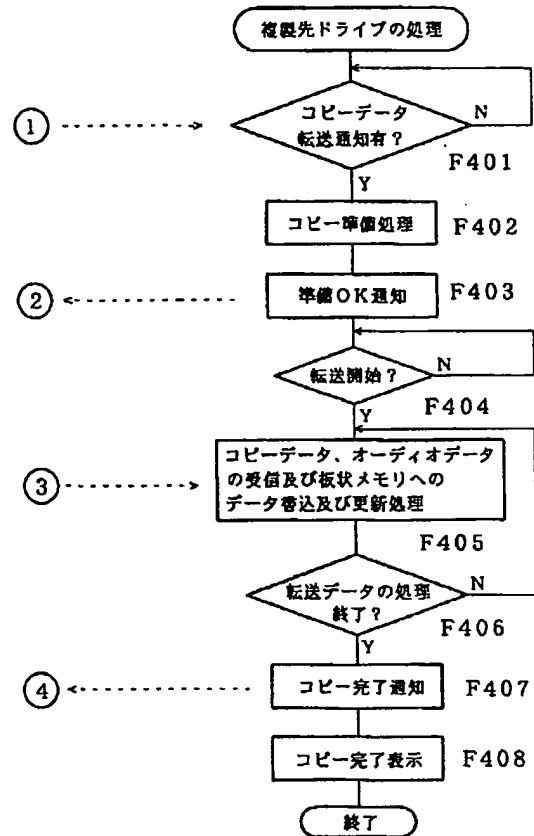 複製先ドライブの処理
コピーデータ
転送通知有?
N
①
F401
Y
コピー準備処理
F402
準備OK通知
F403
②
転送開始?
N
F404
Y
コピーデータ、オーディオデータ
の受信及び板状メモリへの
データ書込及び更新処理
③
F405
転送データの処理
終了?
N
F406
Y
④
コピー完了通知
F407
コピー完了表示
F408
終了